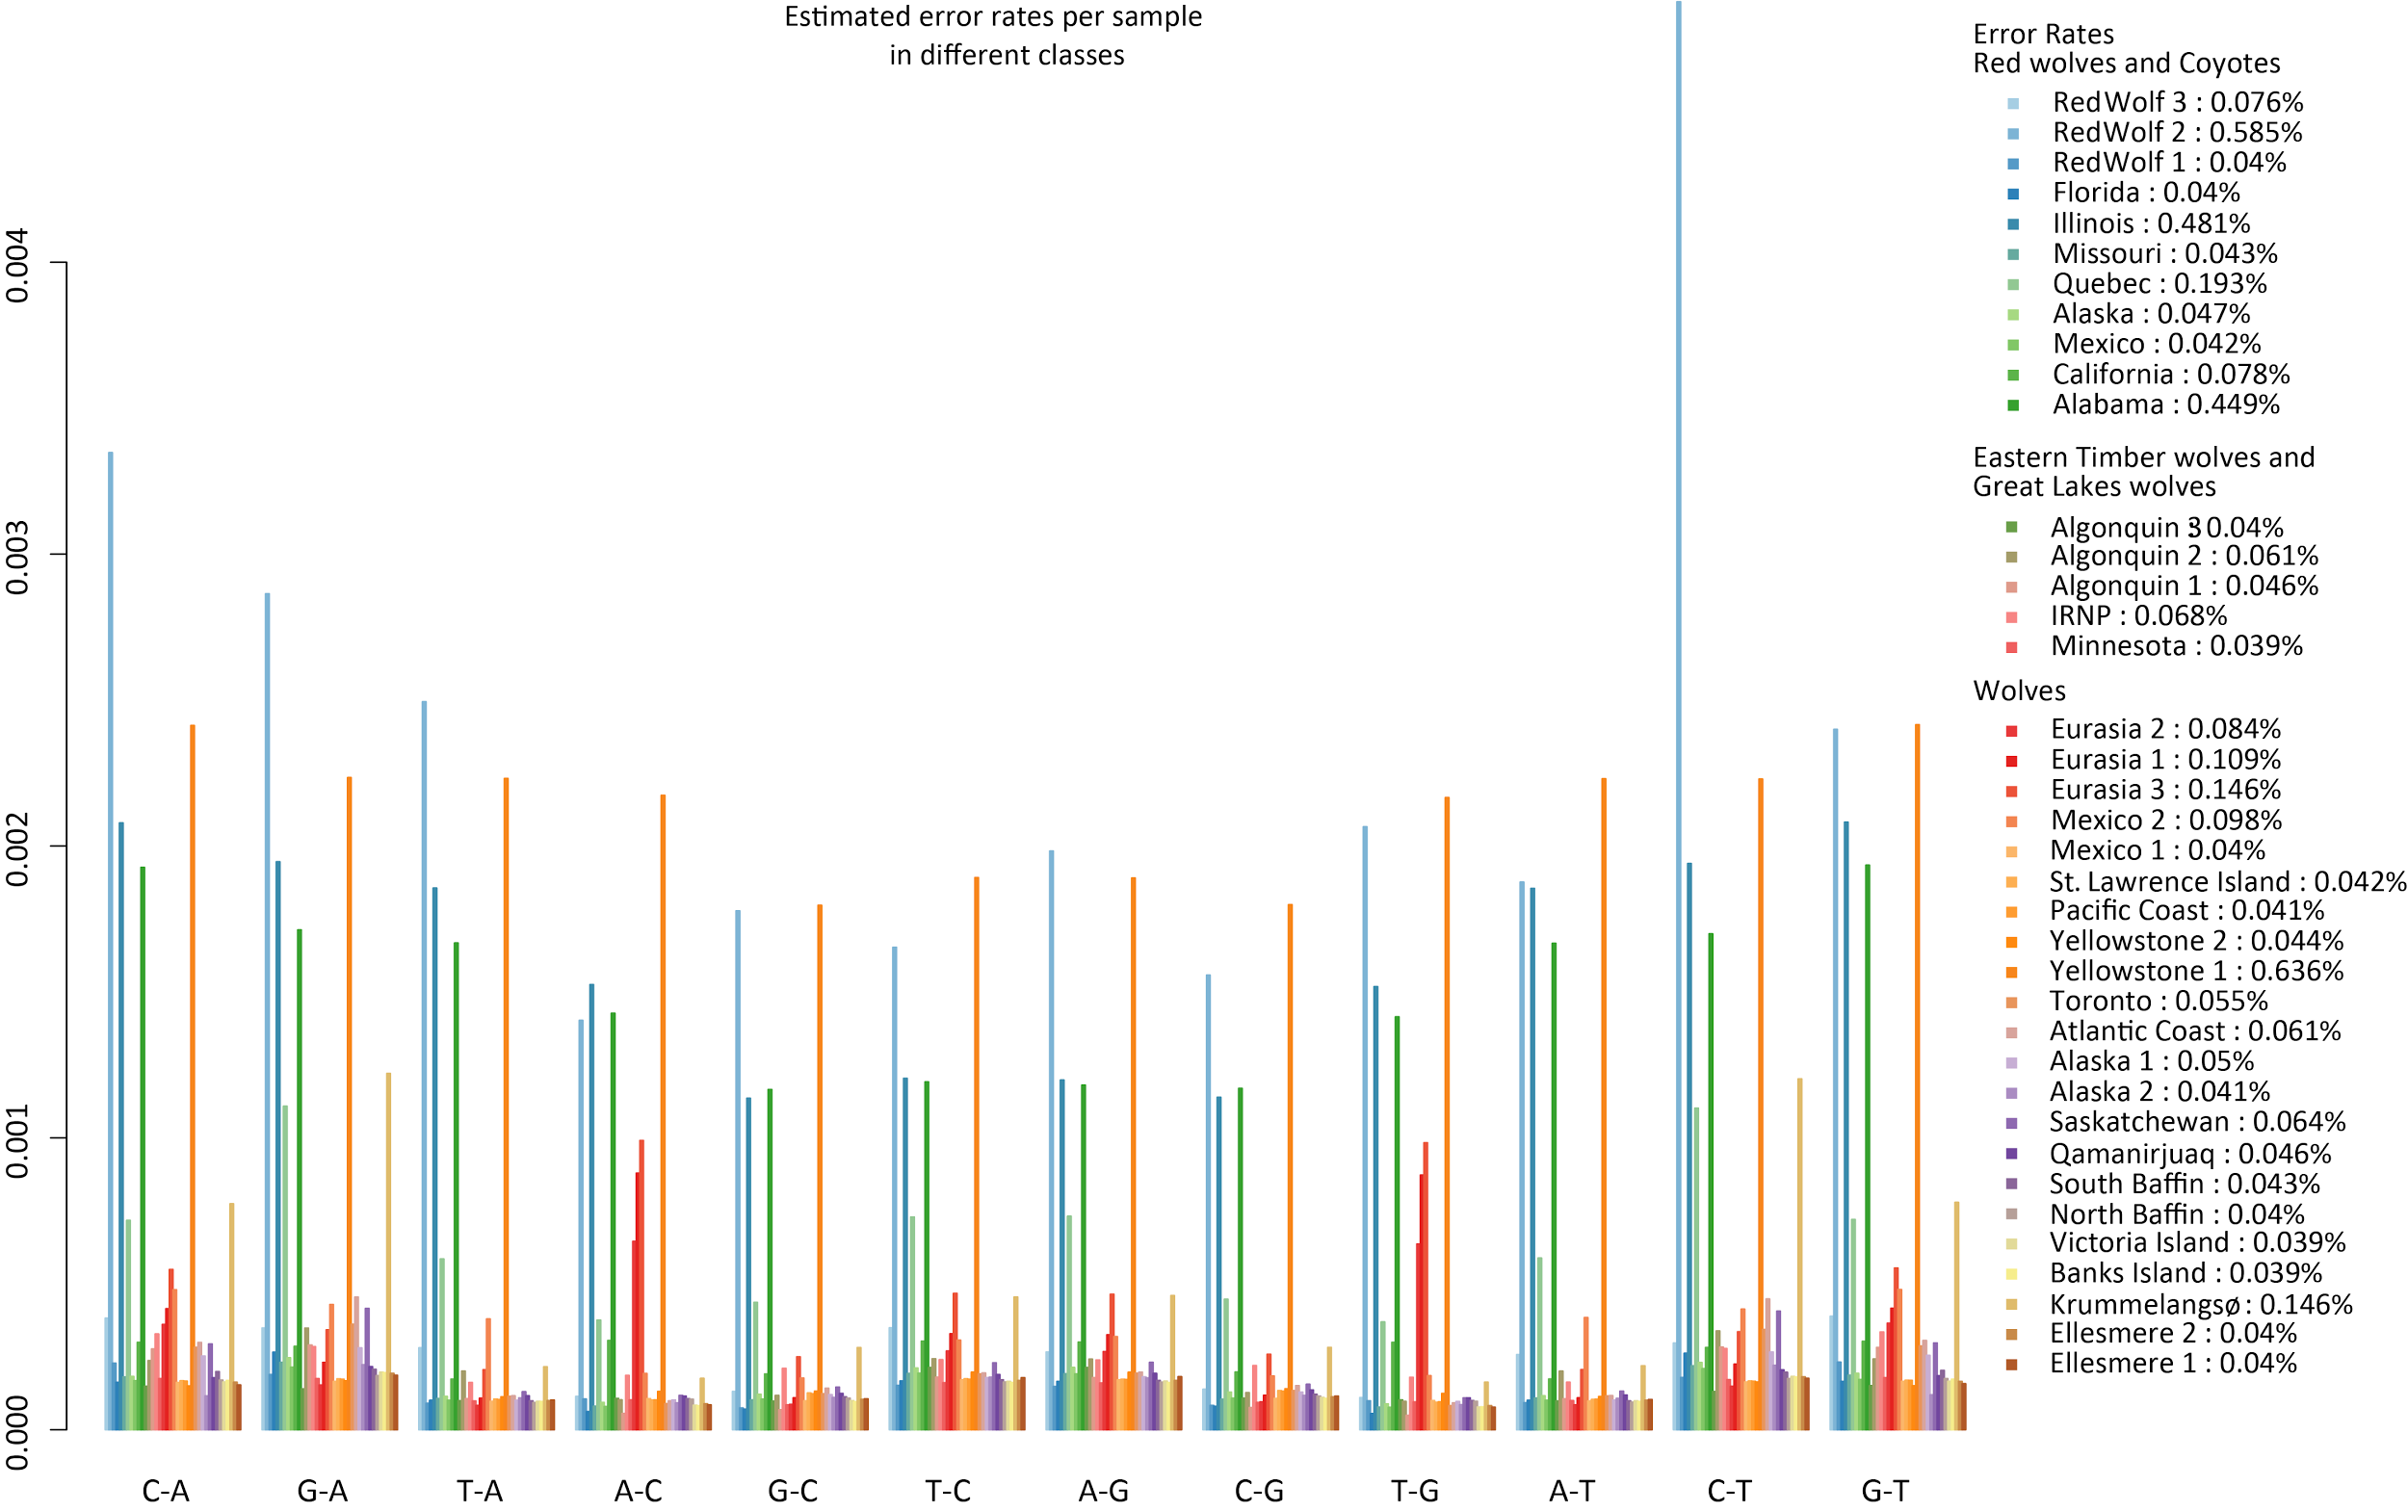 Estimated error rates per sample
in different classes
0.004
0.003
0.002
0.001
0.000
C-A
G-A
T-A
A-C
G-C
T-C
A-G
C-G
T-G
A-T
C-T
G-T
Error Rates
Red wolves and Coyotes
RedWolf 3 : 0.076%
RedWolf 2 : 0.585%
RedWolf 1 : 0.04%
Florida : 0.04%
Illinois : 0.481%
Missouri : 0.043%
Quebec : 0.193%
Alaska : 0.047%
Mexico : 0.042%
California : 0.078%
Alabama : 0.449%
Eastern Timber wolves and
Great Lakes wolves
Algonquin 3: 0.04%
Algonquin 2 : 0.061%
Algonquin 1 : 0.046%
IRNP : 0.068%
Minnesota : 0.039%
Wolves
Eurasia 2 : 0.084%
Eurasia 1 : 0.109%
Eurasia 3 : 0.146%
Mexico 2 : 0.098%
Mexico 1 : 0.04%
St. Lawrence Island : 0.042%
Pacific Coast : 0.041%
Yellowstone 2 : 0.044%
Yellowstone 1 : 0.636%
Toronto : 0.055%
Atlantic Coast : 0.061%
Alaska 1 : 0.05%
Alaska 2 : 0.041%
Saskatchewan : 0.064%
Qamanirjuaq : 0.046%
South Baffin : 0.043%
North Baffin : 0.04%
Victoria Island : 0.039%
Banks Island : 0.039%
Krummelangsø: 0.146%
Ellesmere 2 : 0.04%
Ellesmere 1 : 0.04%